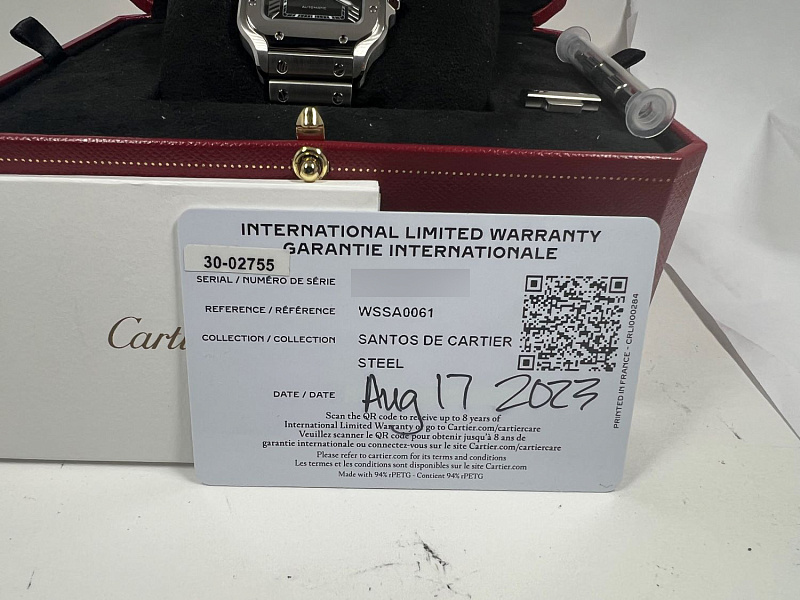 AUTOMATIC
INTERNATIONAL LIMITED WARRANTY
GARANTIE INTERNATIONALE
30-02755
SERIAL / NUMÉRO DE SÉRIE
REFERENCE / RÉFÉRENCE WSSA0061
COLLECTION / COLLECTION SANTOS DE CARTIER
STEEL
DATE / DATE Aug 17 2023
Scan the QR code to receive up to 8 years of
International Limited Warranty or go to Cartier.com/cartiercare
Veuillez scanner le QR code pour obtenir jusqu'à 8 ans de
garantie internationale ou connectez-vous sur le site Cartier.com/cartiercare
Please refer to cartier.com for its terms and conditions
Les termes et les conditions sont disponibles sur le site Cartier.com
Made with 94% rPETG - Contient 94% rPETG
PRINTED IN FRANCE - CRLI000284
Carti